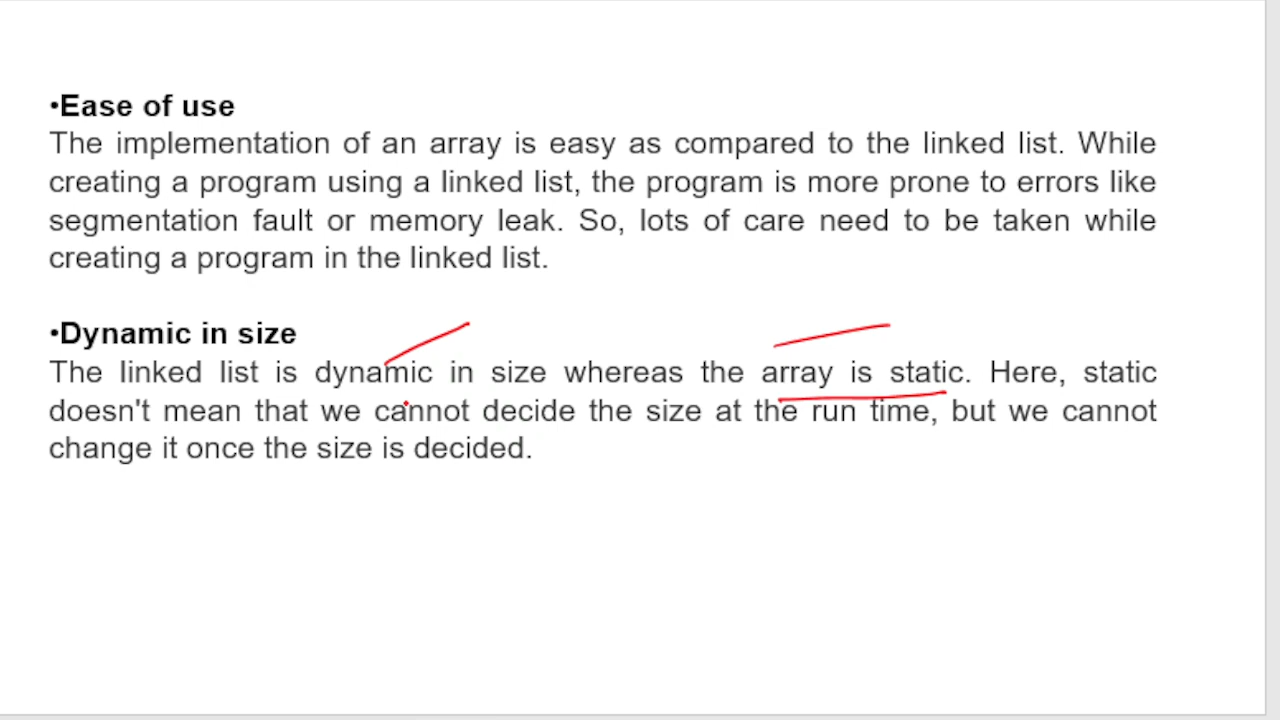 •Ease of use
The implementation of an array is easy as compared to the linked list. While
creating a program using a linked list, the program is more prone to errors like
segmentation fault or memory leak. So, lots of care need to be taken while
creating a program in the linked list.
•Dynamic in size
The linked list is dynamic in size whereas the array is static. Here, static
doesn't mean that we cannot decide the size at the run time, but we cannot
change it once the size is decided.